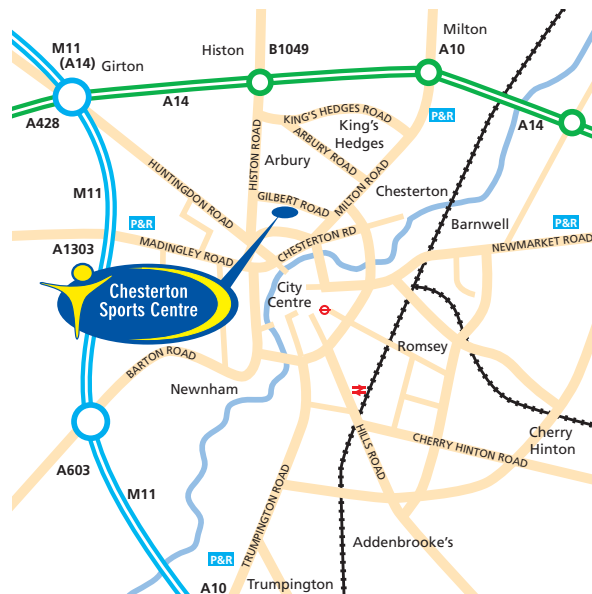 M11
(A14)
Girton
Histon
B1049
Milton
A10
A14
A428
KING'S HEDGES ROAD
P&R
A14
King's
Hedges
ARBURY ROAD
HISTON ROAD
Arbury
HUNTINGDON ROAD
MILTON ROAD
M11
GILBERT ROAD
Chesterton
P&R
Barnwell
P&R
A1303
MADINGLEY ROAD
CHESTERTON RD
NEWMARKET ROAD
Chesterton
Sports Centre
City
Centre
BARTON ROAD
Romsey
Newnham
HILLS ROAD
CHERRY HINTON ROAD
Cherry
Hinton
A603
M11
TRUMPINGTON ROAD
Addenbrooke's
P&R
A10
Trumpington